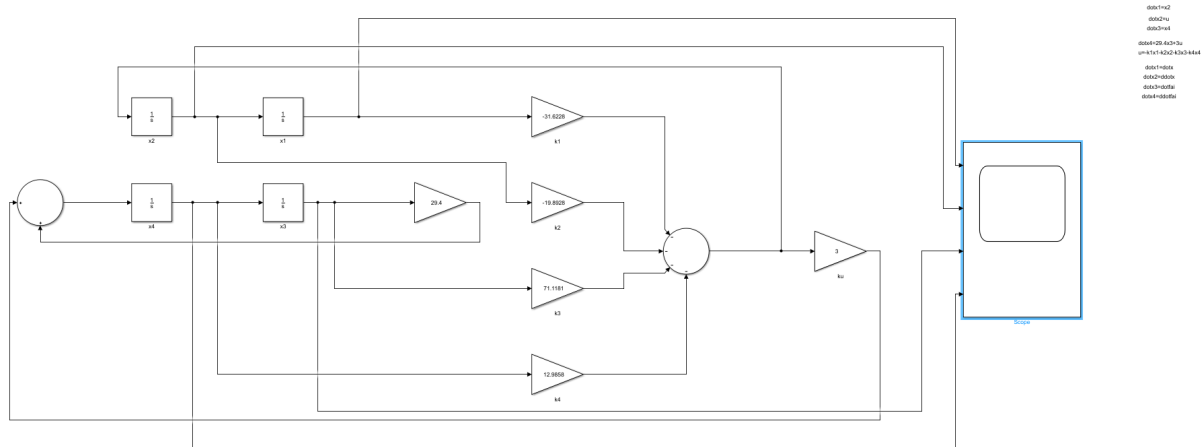 dotx1=x2
dotx2=u
dotx3=x4
dotx4=29.4x3+3u
u=-k1x1-k2x2-k3x3-k4x4
dotx1=dotx
dotx2=ddotx
dotx3=dotfai
dotx4=ddotfai
1
s
x2
1
s
x1
-31.6228
k1
1
s
x4
1
s
x3
29.4
-19.8928
k2
3
ku
71.1181
k3
12.9858
k4
Scope